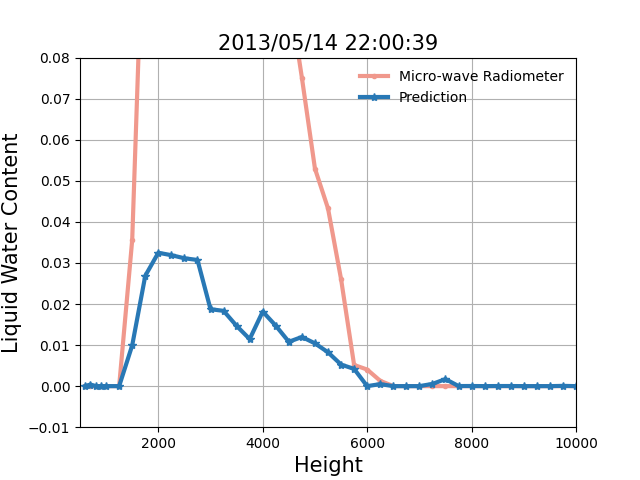 2013/05/14 22:00:39
Micro-wave Radiometer
Prediction
Liquid Water Content
0.08
0.07
0.06
0.05
0.04
0.03
0.02
0.01
0.00
−0.01
2000 4000 6000 8000 10000
Height